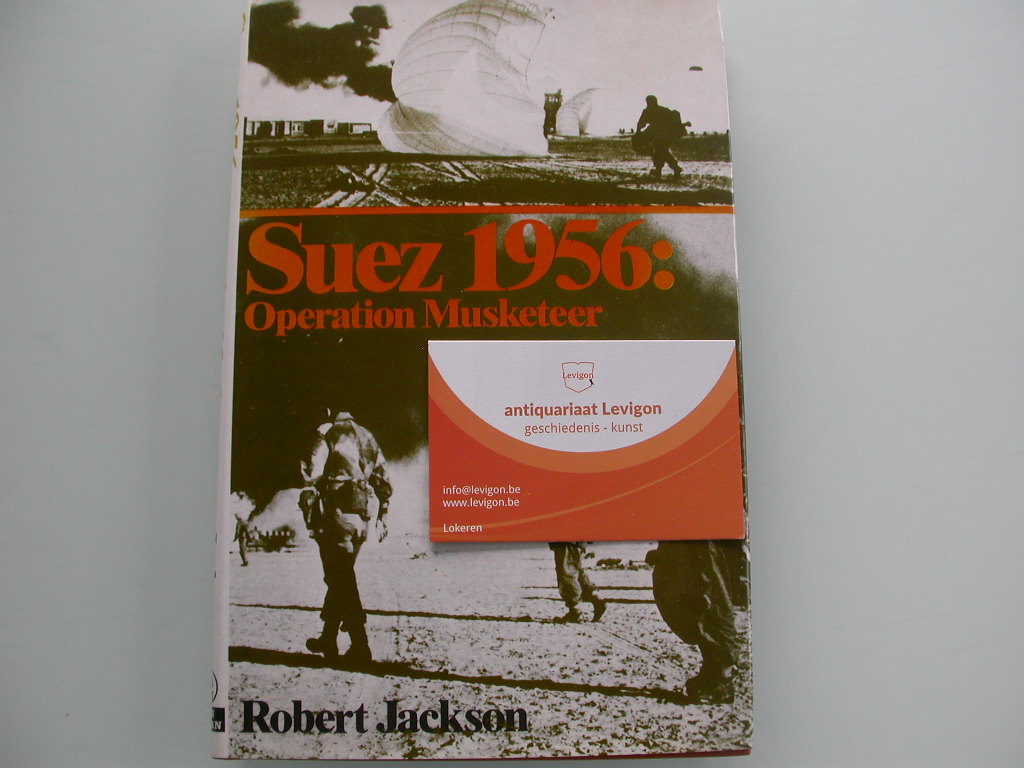 Suez 1956:
Operation Musketeer
Levigon
antiquariaat Levigon
geschiedenis - kunst
info@levigon.be
www.levigon.be
Lokeren
Robert Jackson